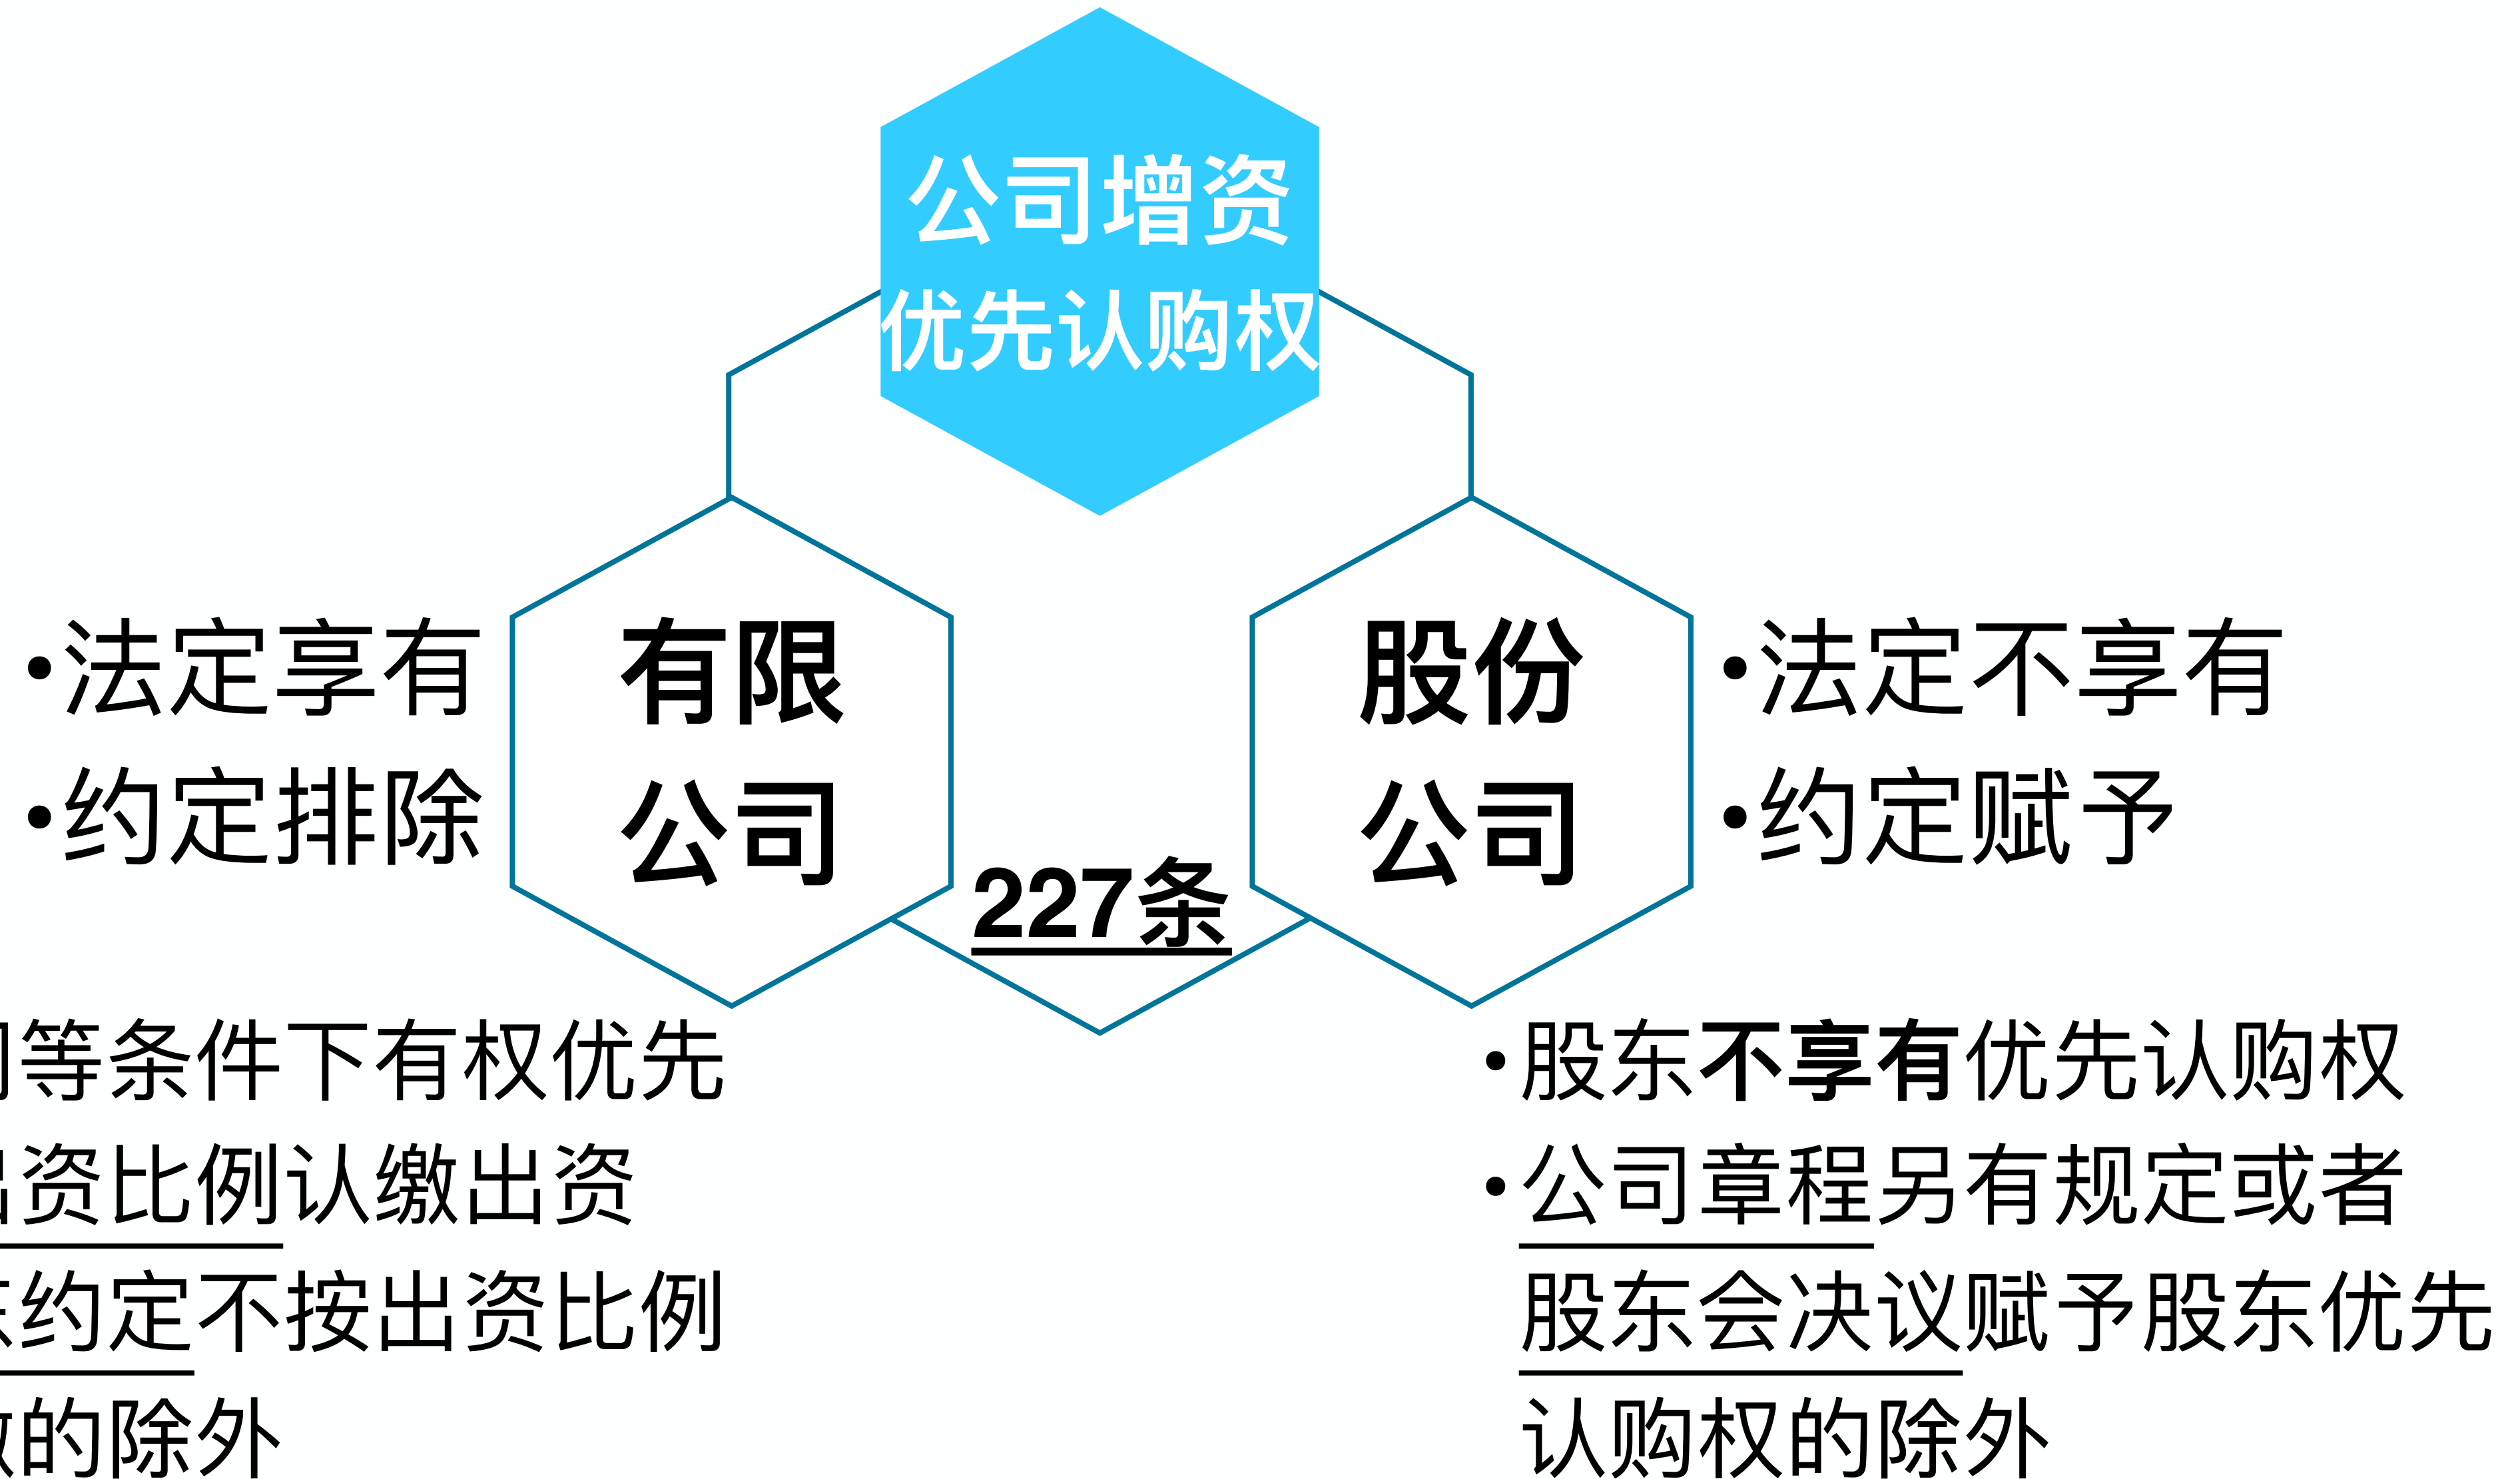 公司增资
优先认购权
•法定享有
•约定排除
有限
公司
227条
股份
公司
•法定不享有
•约定赋予
等条件下有权优先
资比例认缴出资
约定不按出资比例
的除外
•股东不享有优先认购权
•公司章程另有规定或者
股东会决议赋予股东优先
认购权的除外